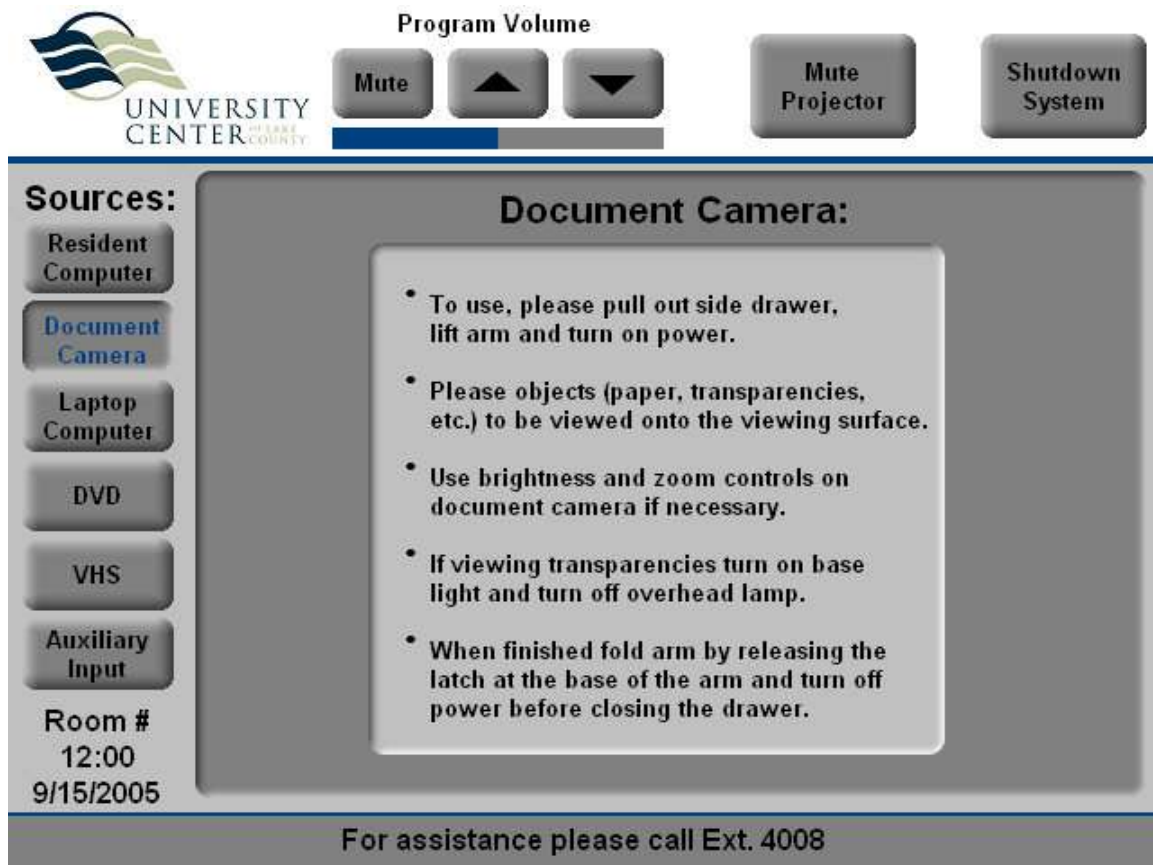 Program Volume
UNIVERSITY
CENTER OF LAKE COUNTY
Mute
Mute
Projector
Shutdown
System
Sources:
Resident
Computer
Document
Camera
Laptop
Computer
DVD
VHS
Auxiliary
Input
Room #
12:00
9/15/2005
Document Camera:
• To use, please pull out side drawer,
lift arm and turn on power.
• Please objects (paper, transparencies,
etc.) to be viewed onto the viewing surface.
• Use brightness and zoom controls on
document camera if necessary.
• If viewing transparencies turn on base
light and turn off overhead lamp.
• When finished fold arm by releasing the
latch at the base of the arm and turn off
power before closing the drawer.
For assistance please call Ext. 4008